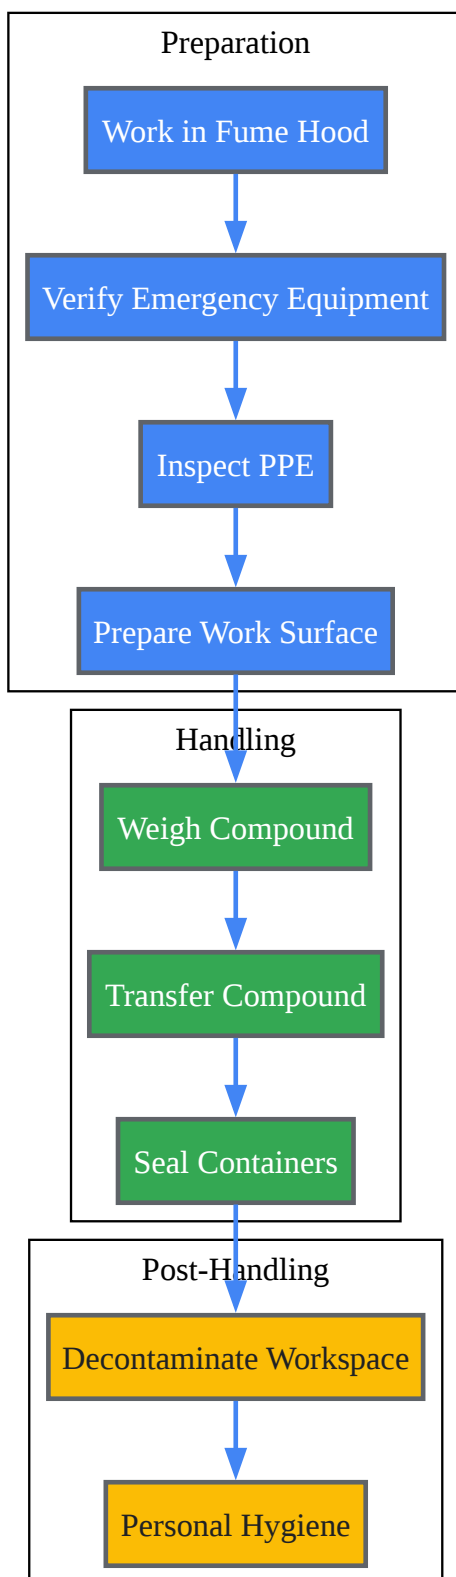 Preparation
Work in Fume Hood
Verify Emergency Equipment
Inspect PPE
Prepare Work Surface
Handling
Weigh Compound
Transfer Compound
Seal Containers
Post-Handling
Decontaminate Workspace
Personal Hygiene